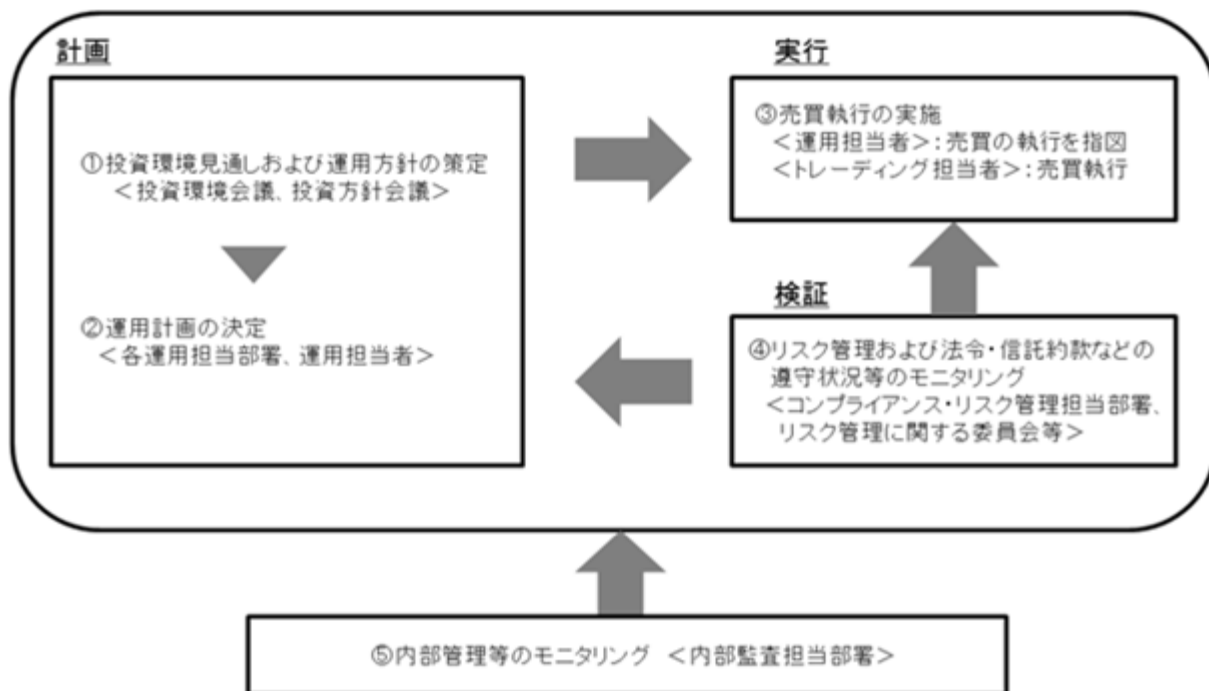 計画
①投資環境見通しおよび運用方針の策定
＜投資環境会議、投資方針会議＞
②運用計画の決定
＜各運用担当部署、運用担当者＞
実行
③売買執行の実施
＜運用担当者＞：売買の執行を指図
＜トレーディング担当者＞：売買執行
検証
④リスク管理および法令・信託約款などの
遵守状況等のモニタリング
＜コンプライアンス・リスク管理担当部署、
リスク管理に関する委員会等＞
⑤内部管理等のモニタリング ＜内部監査担当部署＞